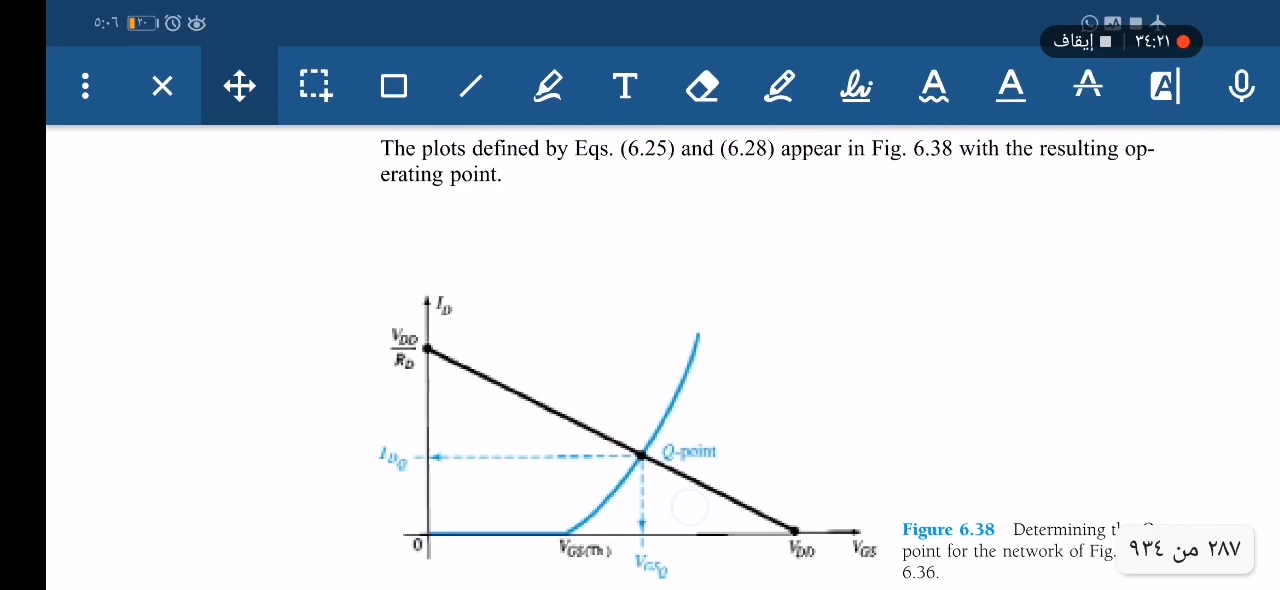 ٥:٠٦ ٢٠
إيقاف ٣٤:٢١
T A A A A
The plots defined by Eqs. (6.25) and (6.28) appear in Fig. 6.38 with the resulting op-
erating point.
I_D
V_DD
R_D
I_DQ
Q-point
0
V_GS(Th)
V_GSQ
V_DD
V_GS
Figure 6.38 Determining
point for the network of Fig.
6.36.
٢٨٧ من ٩٣٤